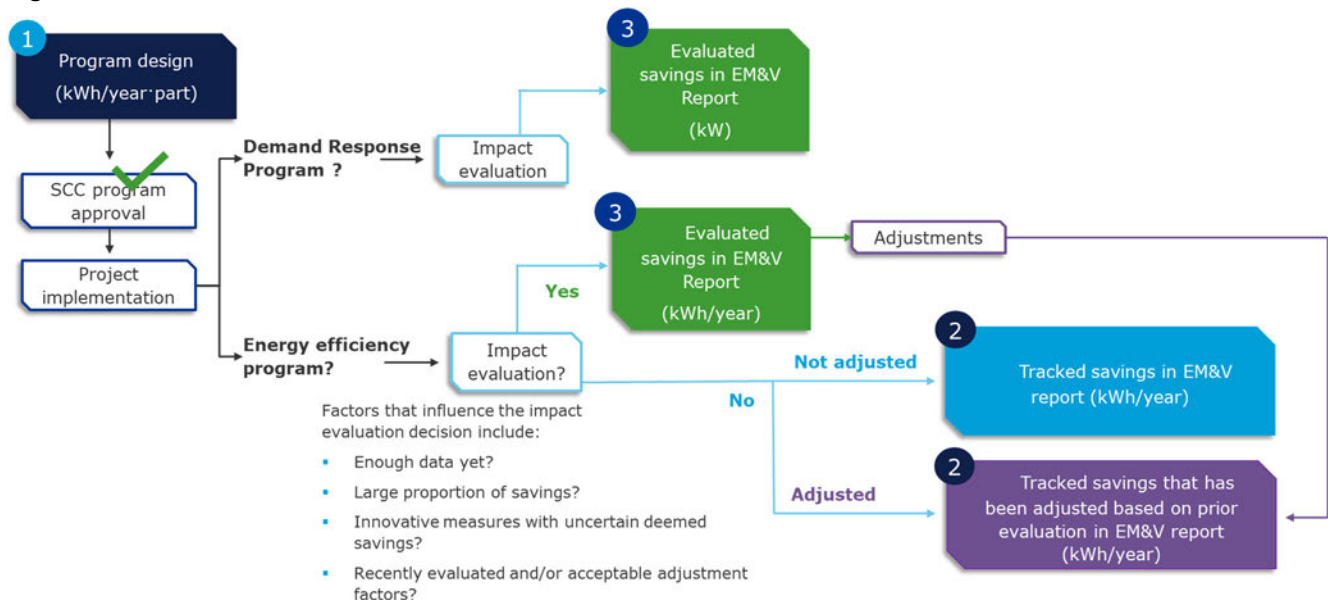 1
Program design
(kWh/year·part)
SCC program
approval
Project
implementation
Demand Response
Program ?
Impact
evaluation
3
Evaluated
savings in EM&V
Report
(kW)
Energy efficiency
program?
Impact
evaluation?
Yes
3
Evaluated
savings in EM&V
Report
(kWh/year)
Adjustments
No
Not adjusted
2
Tracked savings in EM&V
report (kWh/year)
Adjusted
2
Tracked savings that has
been adjusted based on prior
evaluation in EM&V report
(kWh/year)
Factors that influence the impact
evaluation decision include:
▪ Enough data yet?
▪ Large proportion of savings?
▪ Innovative measures with uncertain deemed
savings?
▪ Recently evaluated and/or acceptable adjustment
factors?